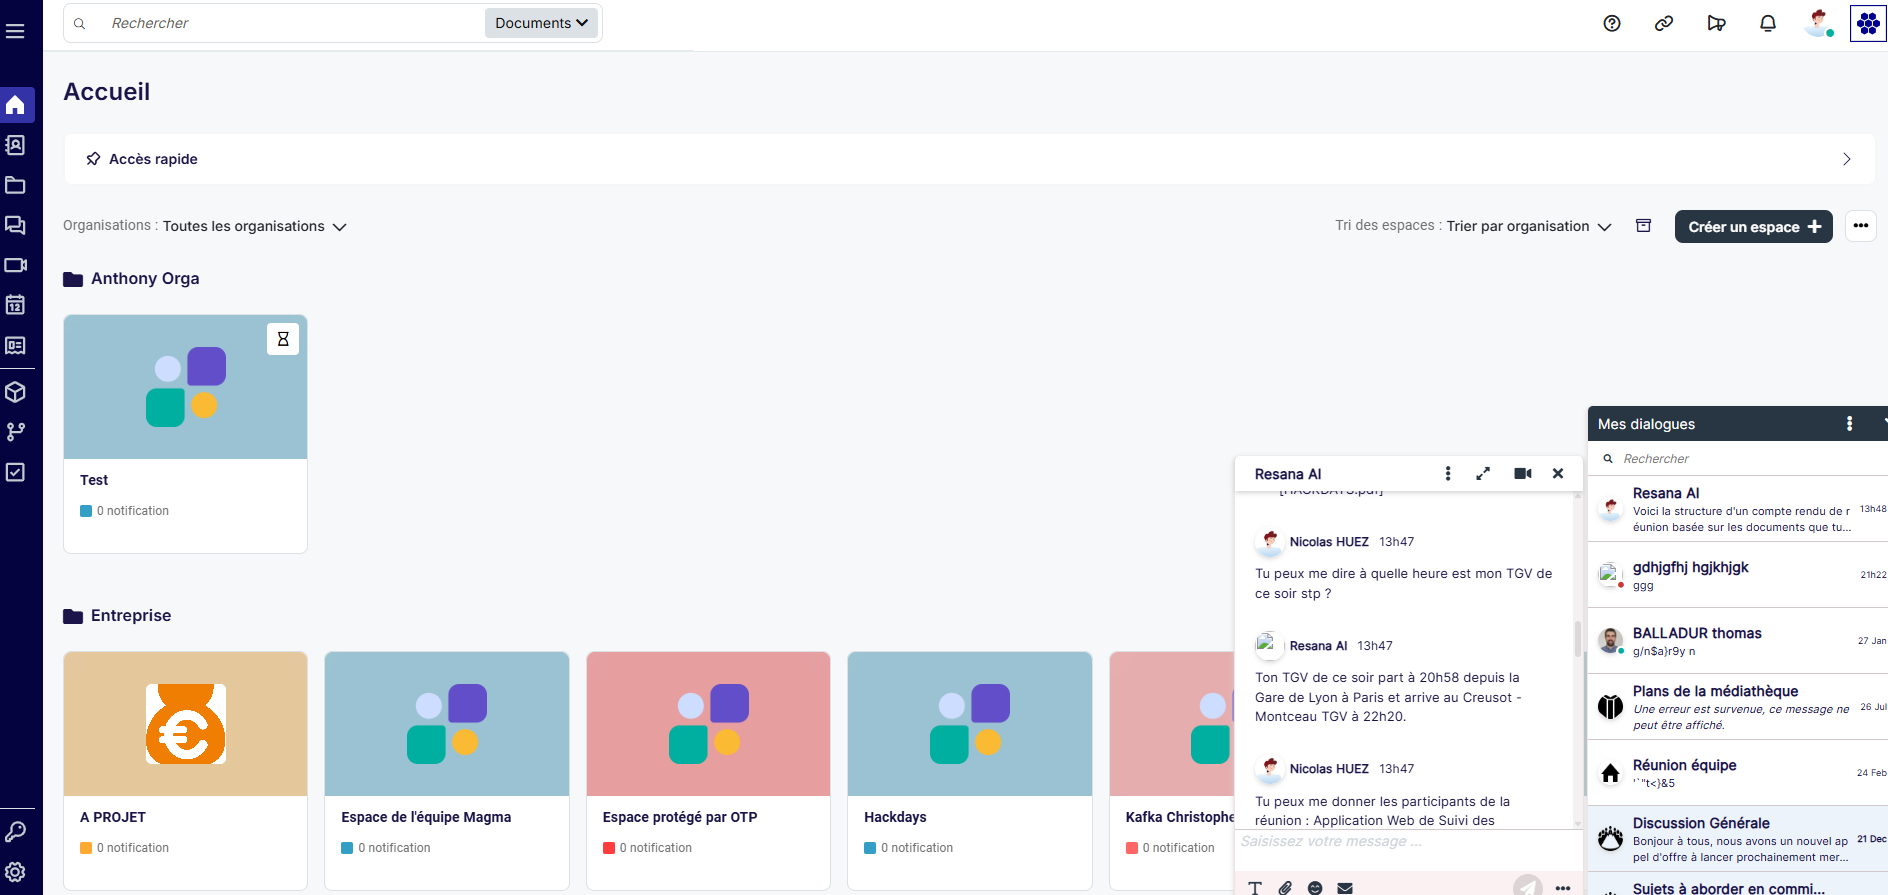 Rechercher
Documents
Accueil
Accès rapide
Organisations : Toutes les organisations
Tri des espaces : Trier par organisation
Créer un espace
Anthony Orga
Test
0 notification
Entreprise
A PROJET
0 notification
Espace de l'équipe Magma
0 notification
Espace protégé par OTP
0 notification
Hackdays
0 notification
Kafka Christophe
0 notification
12
Resana AI
[HACKDAYS.pdf]
Nicolas HUEZ 13h47
Tu peux me dire à quelle heure est mon TGV de
ce soir stp ?
Resana AI 13h47
Ton TGV de ce soir part à 20h58 depuis la
Gare de Lyon à Paris et arrive au Creusot -
Montceau TGV à 22h20.
Nicolas HUEZ 13h47
Tu peux me donner les participants de la
réunion : Application Web de Suivi des
Saisissez votre message ...
Mes dialogues
Rechercher
Resana AI
Voici la structure d'un compte rendu de r
éunion basée sur les documents que tu...
13h48
gdhjgfhj hgjkhjgk
ggg
21h22
BALLADUR thomas
g/n$a}r9y n
27 Jan
Plans de la médiathèque
Une erreur est survenue, ce message ne
peut être affiché.
26 Jul
Réunion équipe
'`"t<}&5
24 Feb
Discussion Générale
Bonjour à tous, nous avons un nouvel ap
pel d'offre à lancer prochainement mer...
21 Dec
Sujets à aborder en commi...